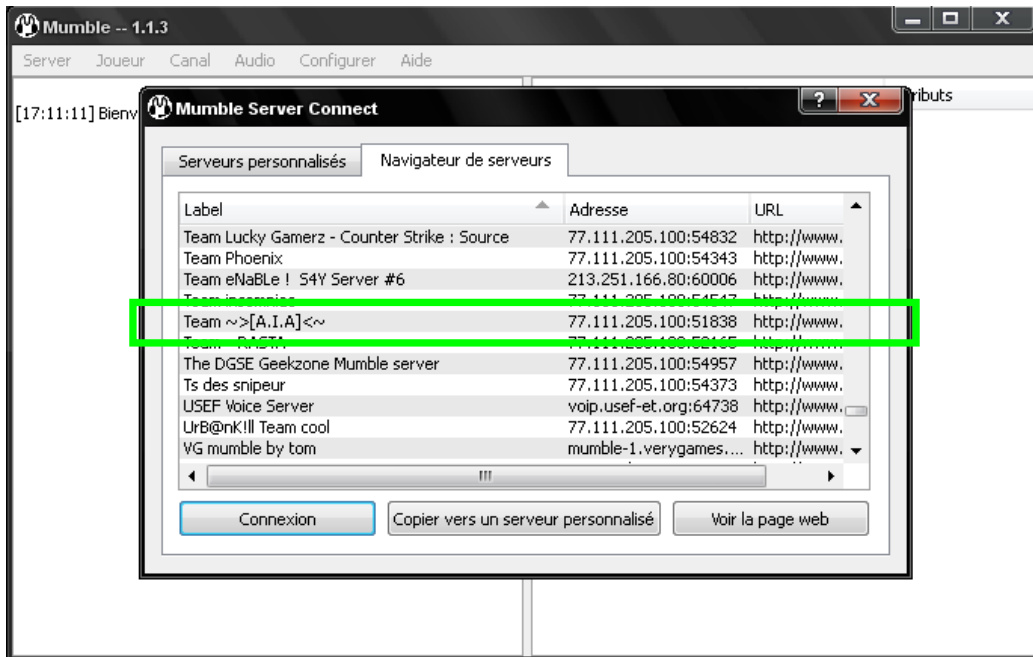 Mumble -- 1.1.3
Server Joueur Canal Audio Configurer Aide
[17:11:11] Bienv
ributs
Mumble Server Connect
Serveurs personnalisés Navigateur de serveurs
Label Adresse URL
Team Lucky Gamerz - Counter Strike : Source 77.111.205.100:54832 http://www.
Team Phoenix 77.111.205.100:54343 http://www.
Team eNaBLe ! S4Y Server #6 213.251.166.80:60006 http://www.
Team ~>[A.I.A]<~ 77.111.205.100:51838 http://www.
The DGSE Geekzone Mumble server 77.111.205.100:54957 http://www.
Ts des snipeur 77.111.205.100:54373 http://www.
USEF Voice Server voip.usef-et.org:64738 http://www.
UrB@nK!ll Team cool 77.111.205.100:52624 http://www.
VG mumble by tom mumble-1.verygames.... http://www.
Connexion Copier vers un serveur personnalisé Voir la page web